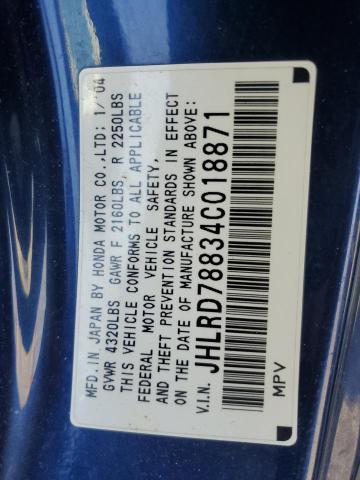 MFD. IN JAPAN BY HONDA MOTOR CO.,LTD: 1/'04
GVWR 4320LBS GAWR F 2160LBS, R 2250LBS
THIS VEHICLE CONFORMS TO ALL APPLICABLE
FEDERAL MOTOR VEHICLE SAFETY,
AND THEFT PREVENTION STANDARDS IN EFFECT
ON THE DATE OF MANUFACTURE SHOWN ABOVE:
V.I.N. JHLRD78834C018871
MPV